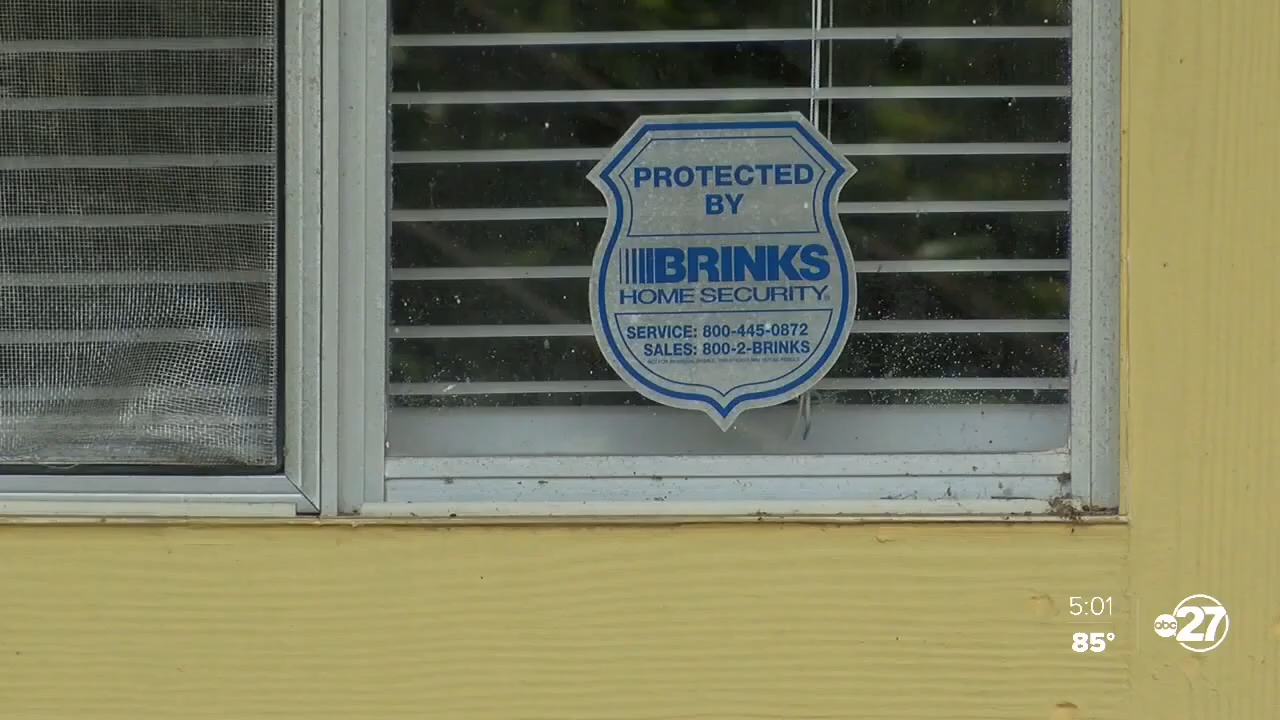 PROTECTED
BY
BRINKS
HOME SECURITY
SERVICE: 800-445-0872
SALES: 800-2-BRINKS
5:01
85°
abc 27